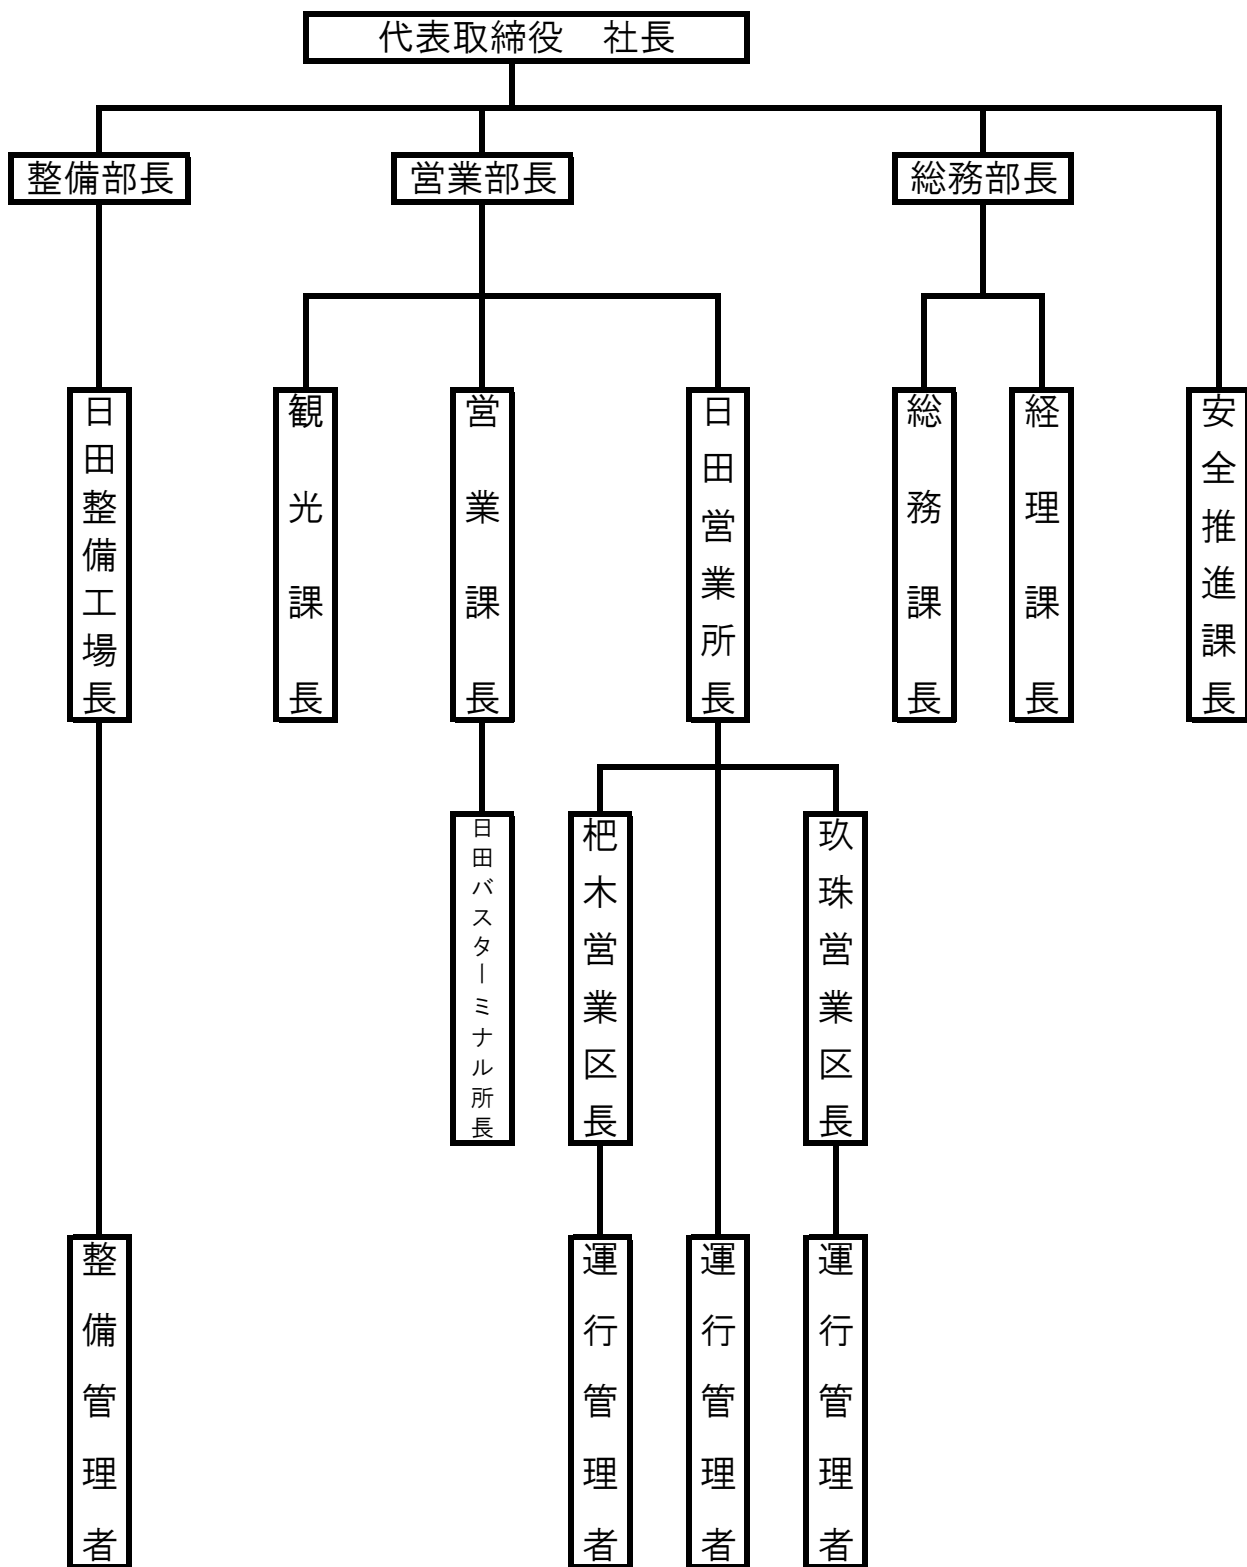 代表取締役　社長
整備部長
営業部長
総務部長
日田整備工場長
観光課長
営業課長
日田営業所長
総務課長
経理課長
安全推進課長
日田バスターミナル所長
杷木営業区長
玖珠営業区長
整備管理者
運行管理者
運行管理者
運行管理者